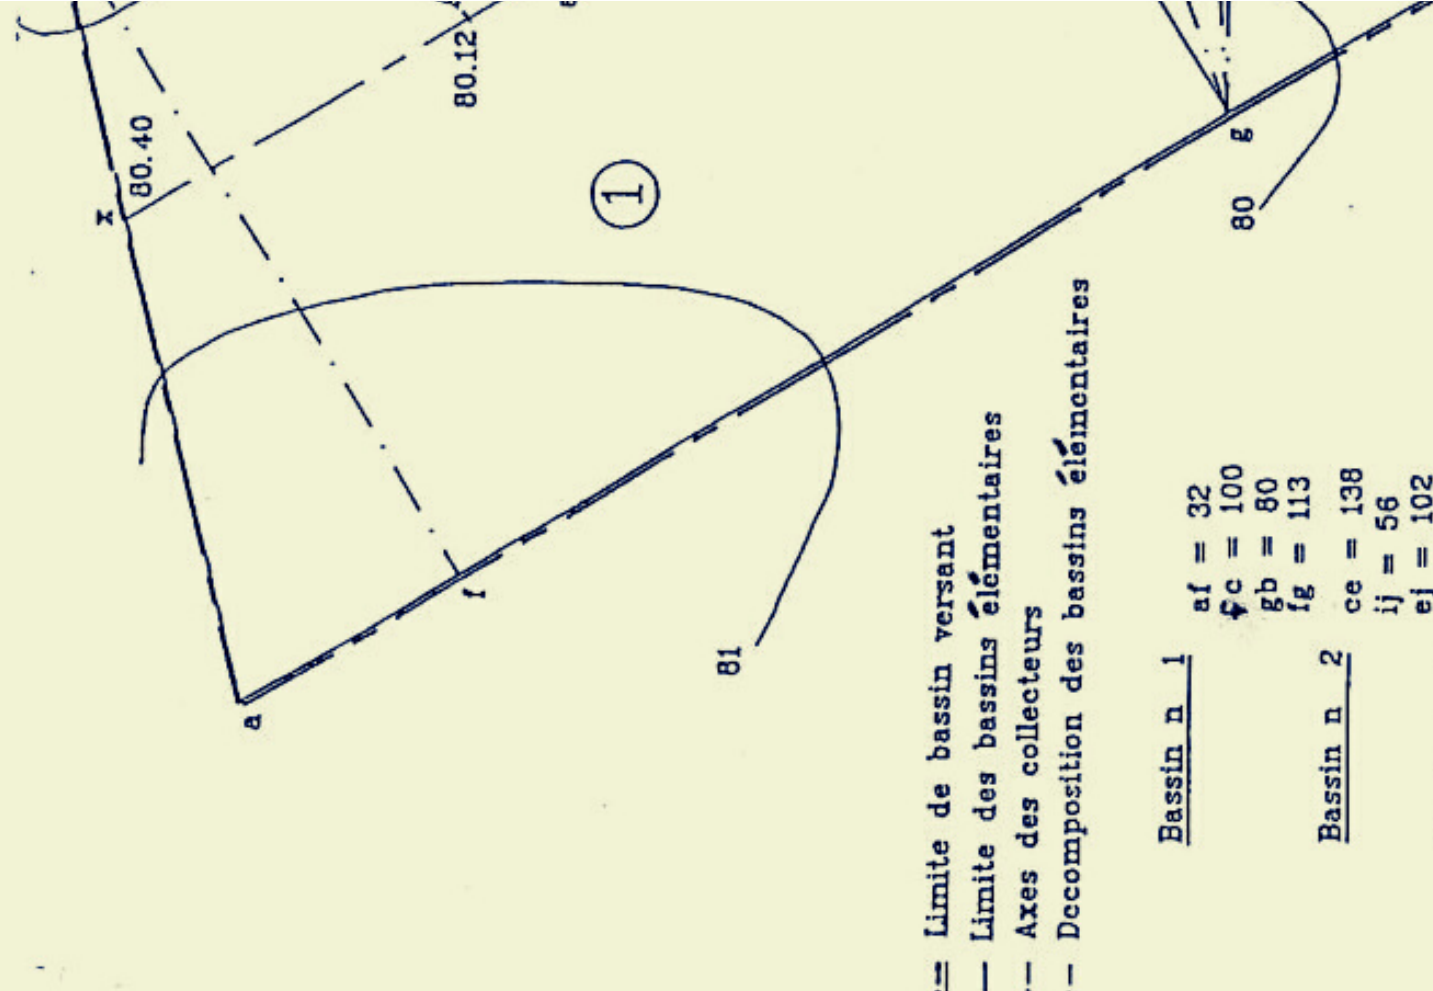 80.40
80.12
x
1
g
80
f
a
81
Limite de bassin versant
Limite des bassins élémentaires
Axes des collecteurs
Dccomposition des bassins élémentaires
Bassin n 1
af = 32
fc = 100
gb = 80
fg = 113
Bassin n 2
ce = 138
ij = 56
ej = 102